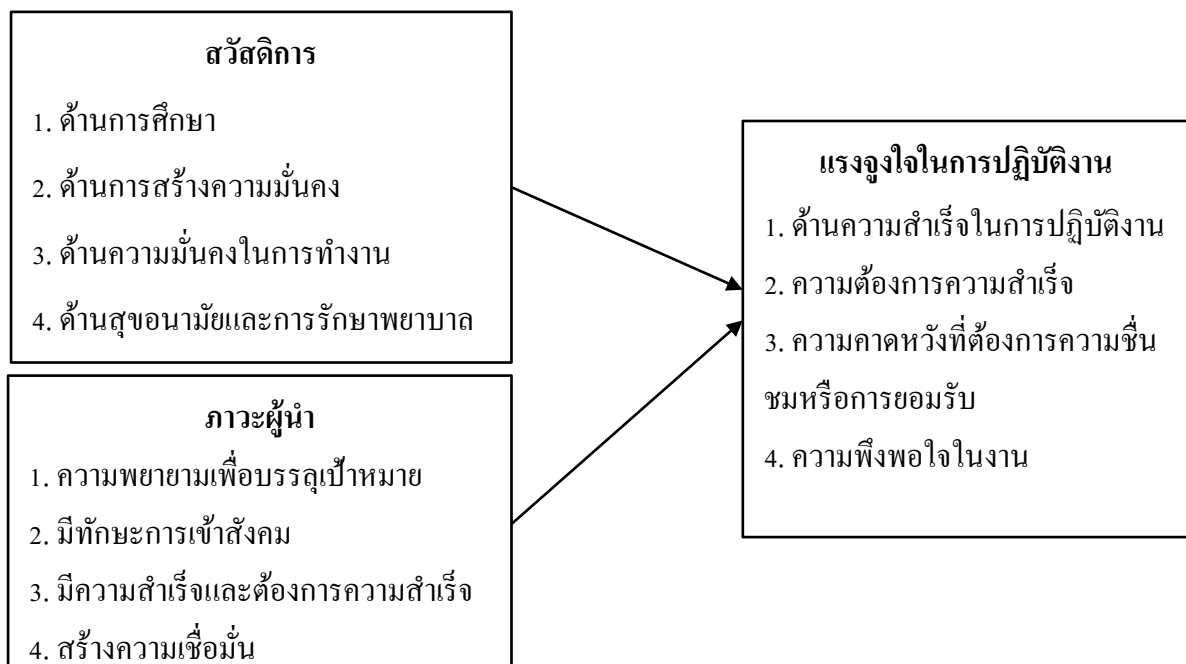 สวัสดิการ
1. ด้านการศึกษา
2. ด้านการสร้างความมั่นคง
3. ด้านความมั่นคงในการทำงาน
4. ด้านสุขอนามัยและการรักษาพยาบาล
ภาวะผู้นำ
1. ความพยายามเพื่อบรรลุเป้าหมาย
2. มีทักษะการเข้าสังคม
3. มีความสำเร็จและต้องการความสำเร็จ
4. สร้างความเชื่อมั่น
แรงจูงใจในการปฏิบัติงาน
1. ด้านความสำเร็จในการปฏิบัติงาน
2. ความต้องการความสำเร็จ
3. ความคาดหวังที่ต้องการความชื่น
ชมหรือการยอมรับ
4. ความพึงพอใจในงาน